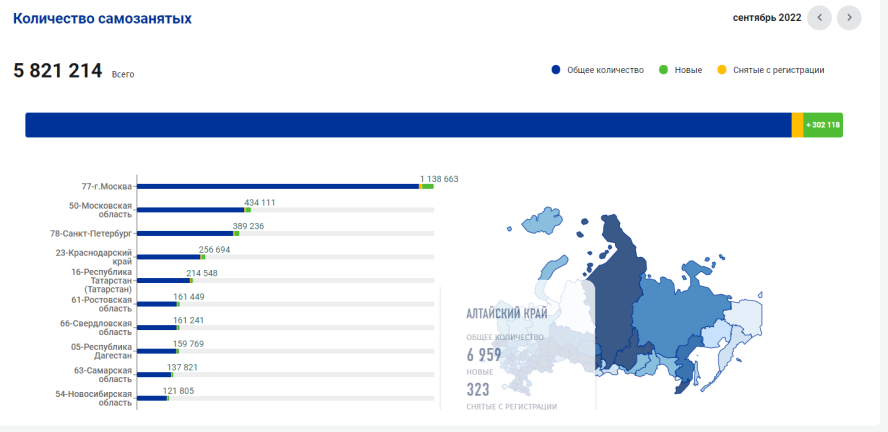 Количество самозанятых
сентябрь 2022
5 821 214 Всего
Общее количество
Новые
Снятые с регистрации
+ 302 118
77-г.Москва
1 138 663
50-Московская
область
434 111
78-Санкт-Петербург
389 236
23-Краснодарский
край
256 694
16-Республика
Татарстан
(Татарстан)
214 548
61-Ростовская
область
161 449
66-Свердловская
область
161 241
05-Республика
Дагестан
159 769
63-Самарская
область
137 821
54-Новосибирская
область
121 805
АЛТАЙСКИЙ КРАЙ
ОБЩЕЕ КОЛИЧЕСТВО
6 959
НОВЫЕ
323
СНЯТЫЕ С РЕГИСТРАЦИИ